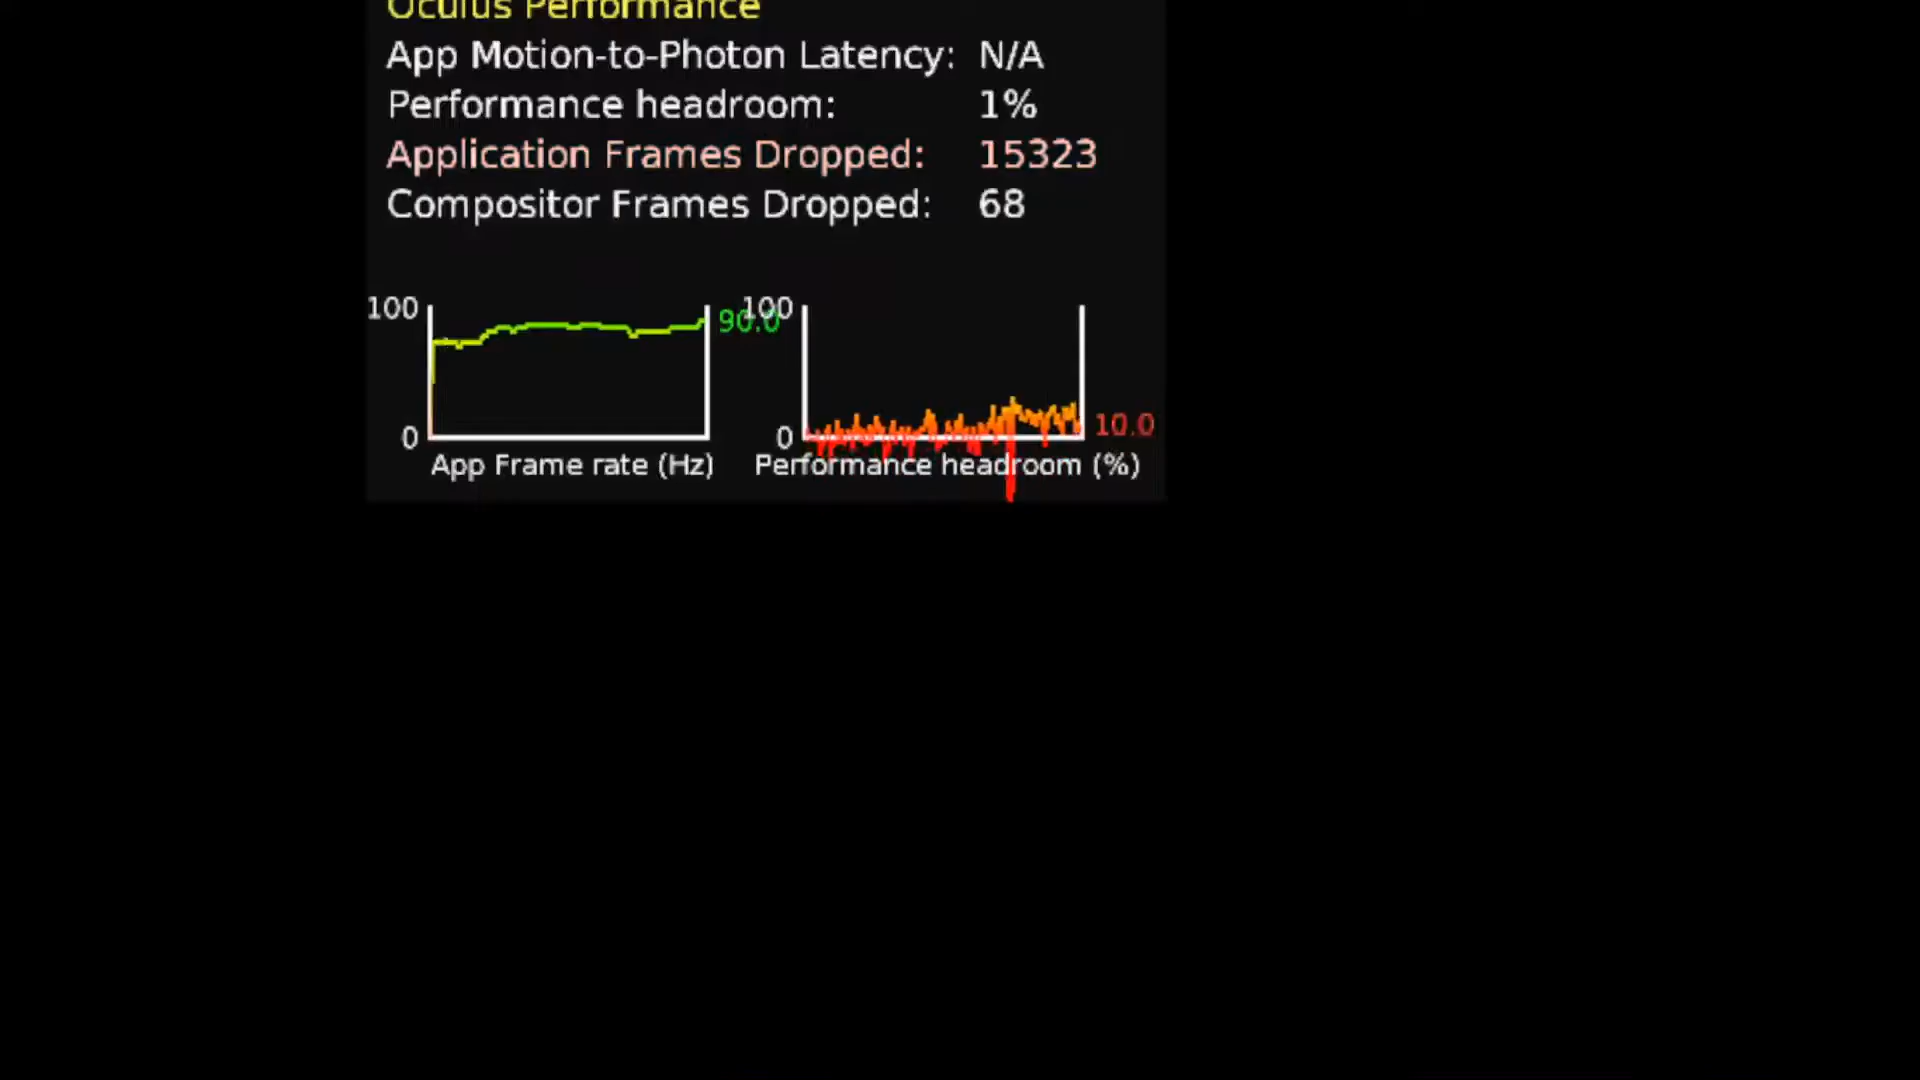 Oculus Performance
App Motion-to-Photon Latency: N/A
Performance headroom: 1%
Application Frames Dropped: 15323
Compositor Frames Dropped: 68
100
90.0
0
App Frame rate (Hz)
100
10.0
0
Performance headroom (%)